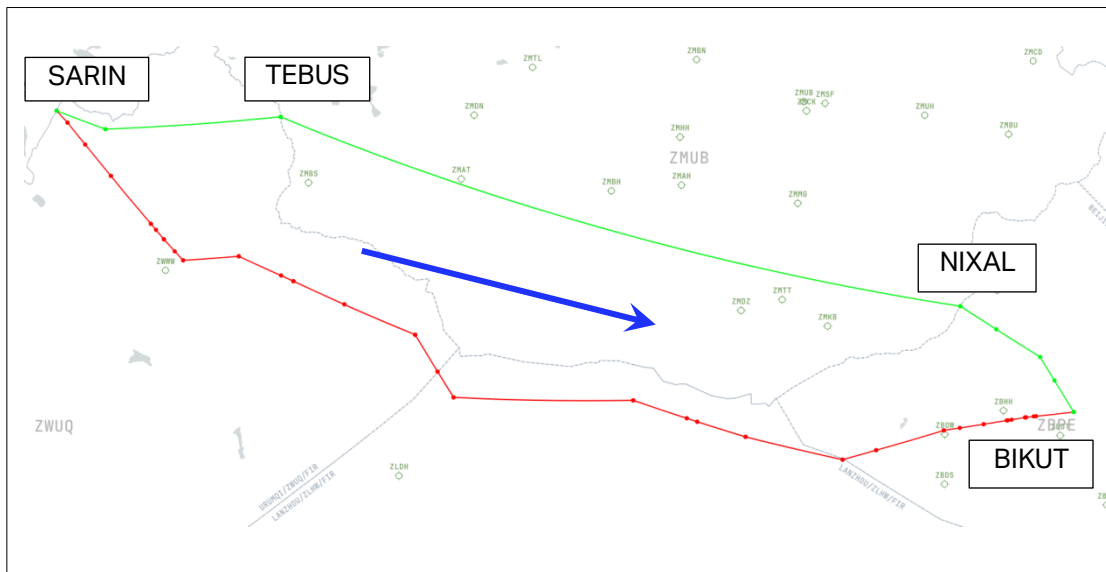 SARIN
TEBUS
ZMTL
ZMBN
ZMCD
ZMDN
ZMUB
ZMSF
ZMUH
ZMBU
ZMHH
ZMUB
ZMAT
ZMBS
ZMBH
ZMAH
ZMMG
NIXAL
ZWWW
ZMDZ
ZMTT
ZMKB
ZWUQ
ZBHH
ZBOW
BIKUT
ZLDH
ZBDS
URUMQI/ZWUQ/FIR
LANZHOU/ZLHW/FIR
LANZHOU/ZLHW/FIR